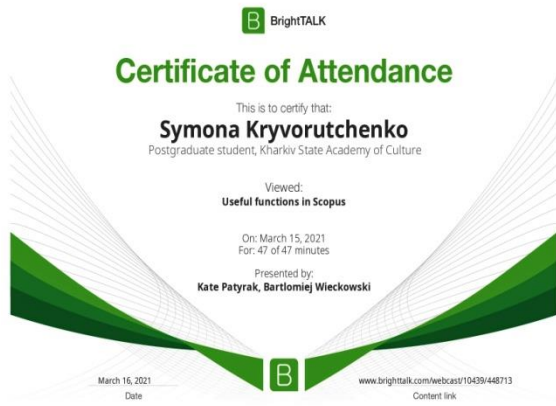 B BrightTALK
Certificate of Attendance
This is to certify that:
Symona Kryvorutchenko
Postgraduate student, Kharkiv State Academy of Culture
Viewed:
Useful functions in Scopus
On: March 15, 2021
For: 47 of 47 minutes
Presented by:
Kate Patyrak, Bartlomiej Wieckowski
B
March 16, 2021
Date
www.brighttalk.com/webcast/10439/448713
Content link